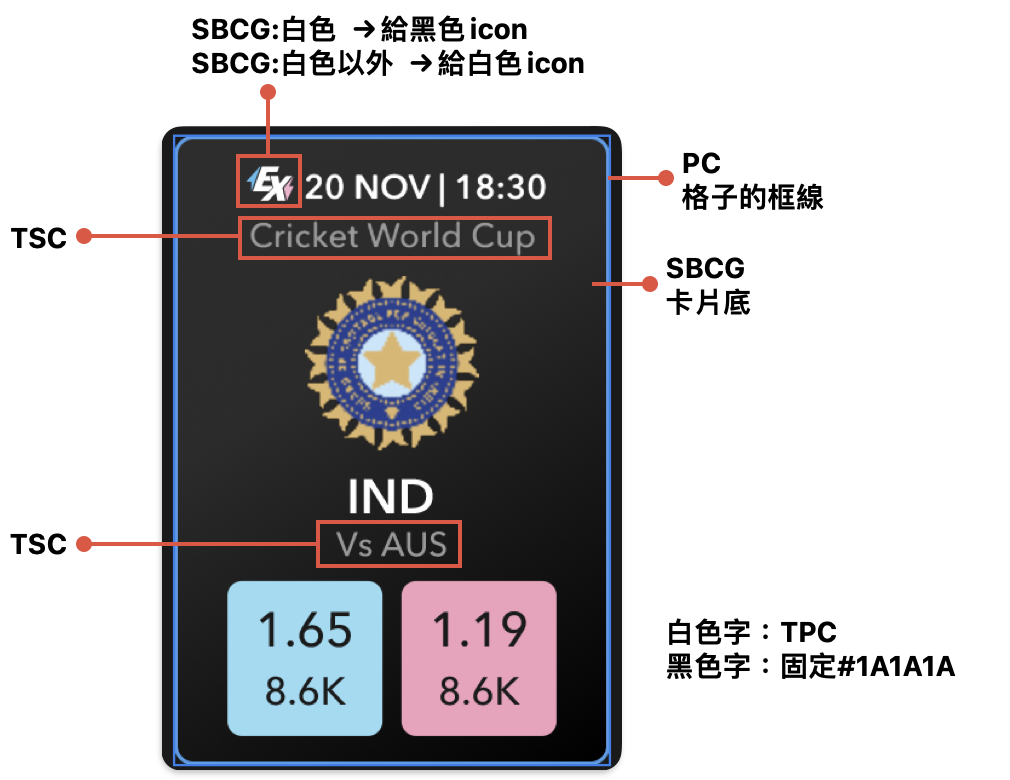 SBCG:白色 →給黑色icon
SBCG:白色以外 →給白色icon
EX 20 NOV | 18:30
PC
格子的框線
TSC
Cricket World Cup
SBCG
卡片底
IND
TSC
Vs AUS
1.65
8.6K
1.19
8.6K
白色字：TPC
黑色字：固定#1A1A1A